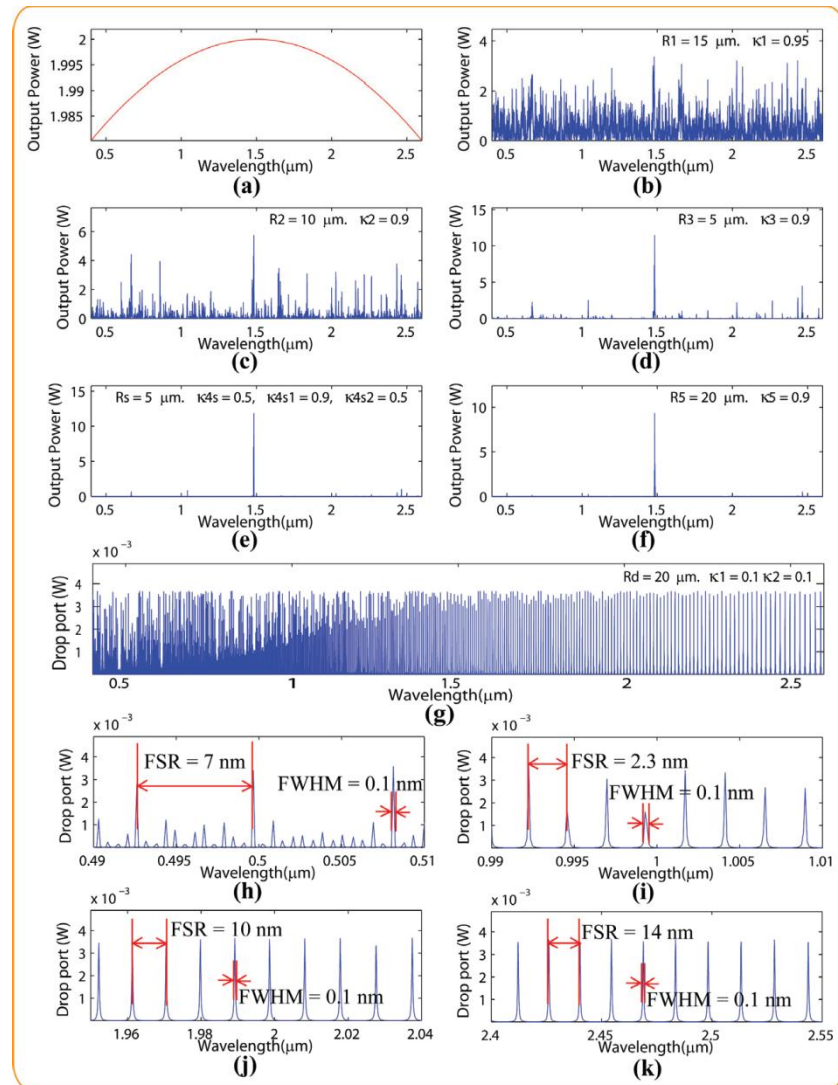 2
1.995
1.99
1.985
Output Power (W)
0.5 1 1.5 2 2.5
Wavelength(μm)
(a)
R1 = 15 μm. κ1 = 0.95
4
2
0
Output Power (W)
0.5 1 1.5 2 2.5
Wavelength(μm)
(b)
R2 = 10 μm. κ2 = 0.9
6
4
2
0
Output Power (W)
0.5 1 1.5 2 2.5
Wavelength(μm)
(c)
R3 = 5 μm. κ3 = 0.9
15
10
5
0
Output Power (W)
0.5 1 1.5 2 2.5
Wavelength(μm)
(d)
Rs = 5 μm. κ4s = 0.5, κ4s1 = 0.9, κ4s2 = 0.5
15
10
5
0
Output Power (W)
0.5 1 1.5 2 2.5
Wavelength(μm)
(e)
R5 = 20 μm. κ5 = 0.9
10
5
0
Output Power (W)
0.5 1 1.5 2 2.5
Wavelength(μm)
(f)
x 10⁻³
Rd = 20 μm. κ1 = 0.1 κ2 = 0.1
4
3
2
1
Drop port (W)
0.5 1 1.5 2 2.5
Wavelength(μm)
(g)
x 10⁻³
FSR = 7 nm
FWHM = 0.1 nm
4
3
2
1
Drop port (W)
0.49 0.495 0.5 0.505 0.51
Wavelength(μm)
(h)
x 10⁻³
FSR = 2.3 nm
FWHM = 0.1 nm
4
3
2
1
Drop port (W)
0.99 0.995 1 1.005 1.01
Wavelength(μm)
(i)
x 10⁻³
FSR = 10 nm
FWHM = 0.1 nm
4
3
2
1
Drop port (W)
1.96 1.98 2 2.02 2.04
Wavelength(μm)
(j)
x 10⁻³
FSR = 14 nm
FWHM = 0.1 nm
4
3
2
1
Drop port (W)
2.4 2.45 2.5 2.55
Wavelength(μm)
(k)